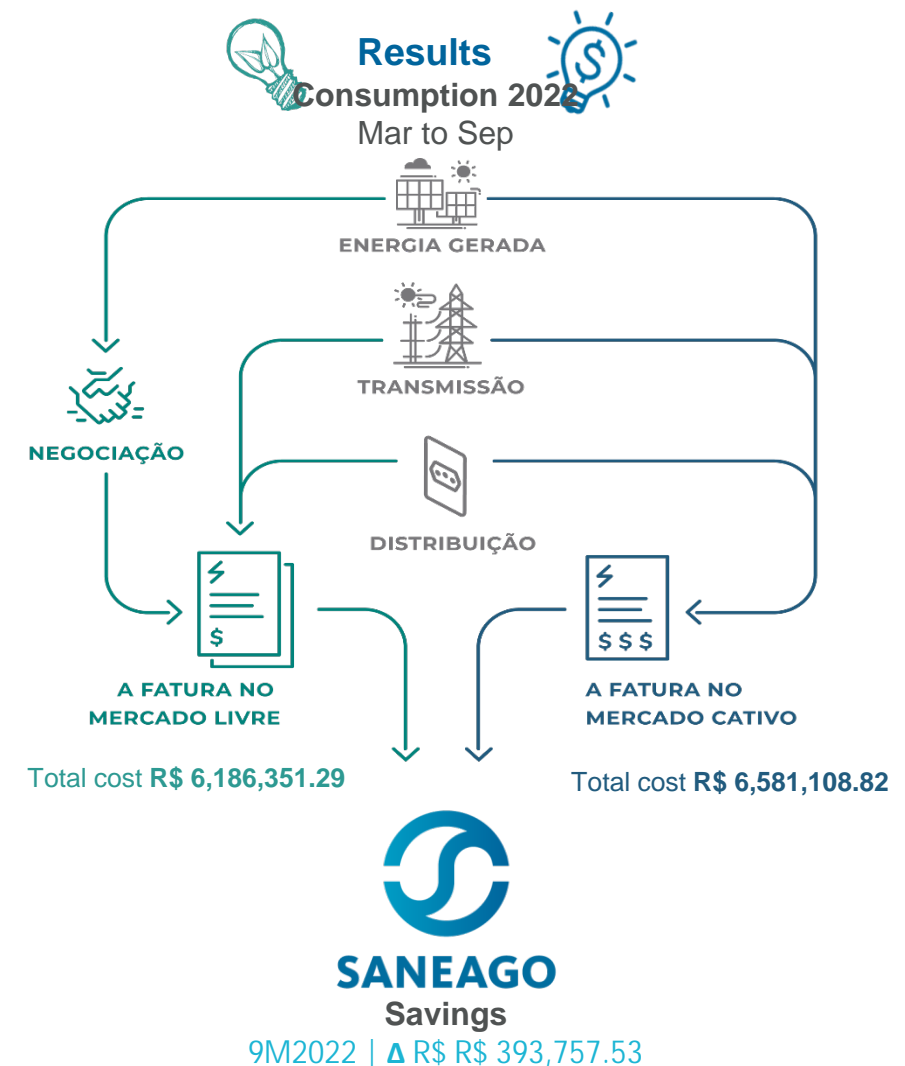 Results
Consumption 2022
Mar to Sep
ENERGIA GERADA
TRANSMISSÃO
NEGOCIAÇÃO
DISTRIBUIÇÃO
$
$ $ $
A FATURA NO
MERCADO LIVRE
A FATURA NO
MERCADO CATIVO
Total cost R$ 6,186,351.29
Total cost R$ 6,581,108.82
SANEAGO
Savings
9M2022 | Δ R$ R$ 393,757.53